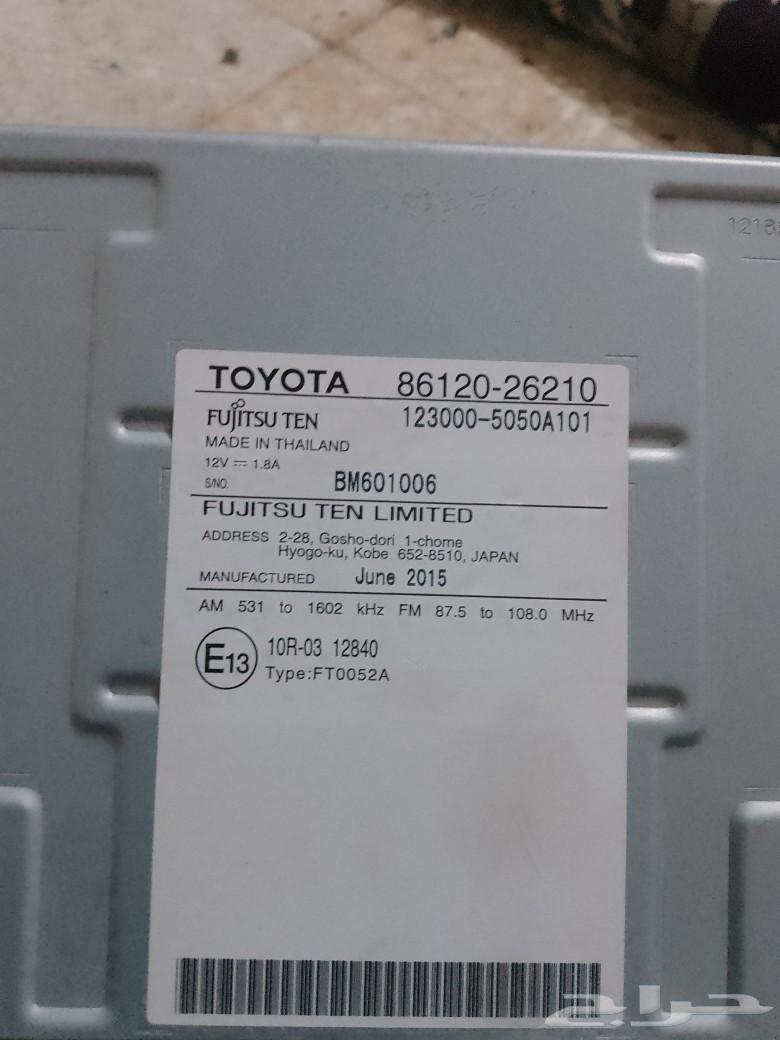 1218
TOYOTA 86120-26210
FUJITSU TEN 123000-5050A101
MADE IN THAILAND
12V ⎓ 1.8A
S/NO. BM601006
FUJITSU TEN LIMITED
ADDRESS 2-28, Gosho-dori 1-chome
Hyogo-ku, Kobe 652-8510, JAPAN
MANUFACTURED June 2015
AM 531 to 1602 kHz FM 87.5 to 108.0 MHz
E13 10R-03 12840
Type:FT0052A
حراج